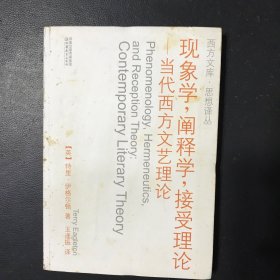 西方文库·思想译丛
现象学,阐释学,接受理论
——当代西方文艺理论
Phenomenology, Hermeneutics,
and Reception Theory:
Contemporary Literary Theory
Terry Eagleton
【英】特里·伊格尔顿 著
王逢振 译